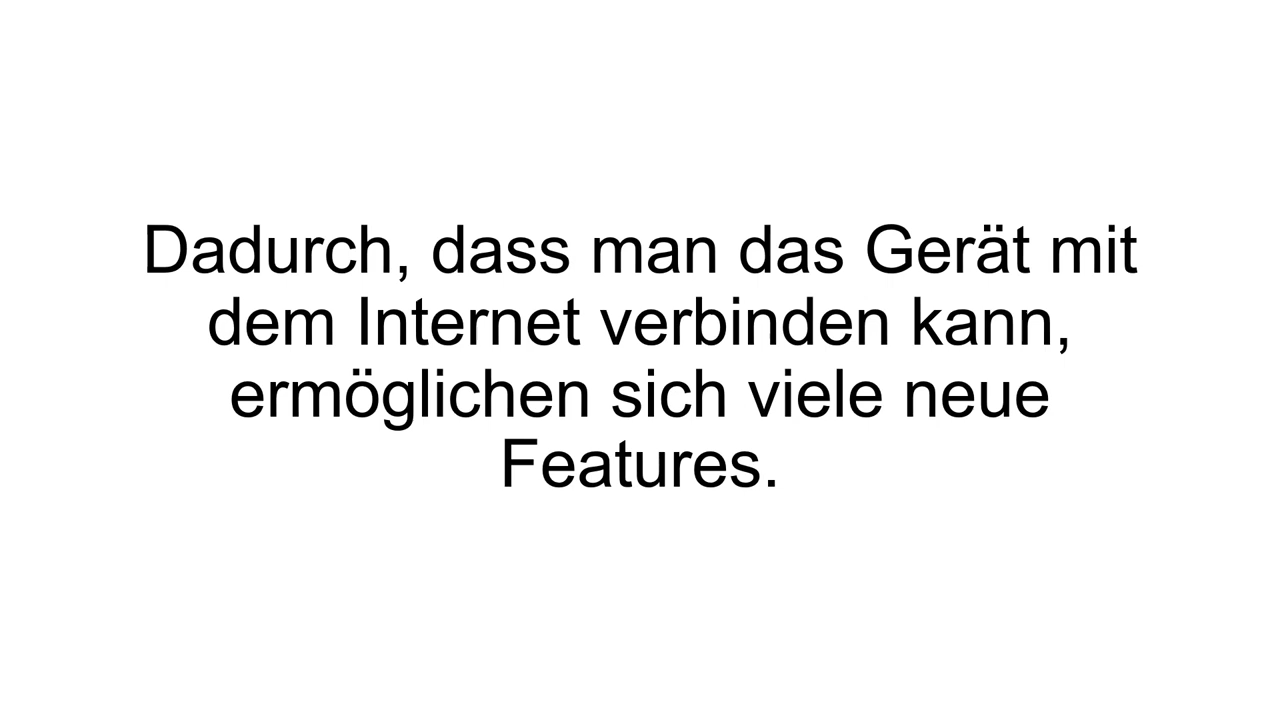 Dadurch, dass man das Gerät mit
dem Internet verbinden kann,
ermöglichen sich viele neue
Features.